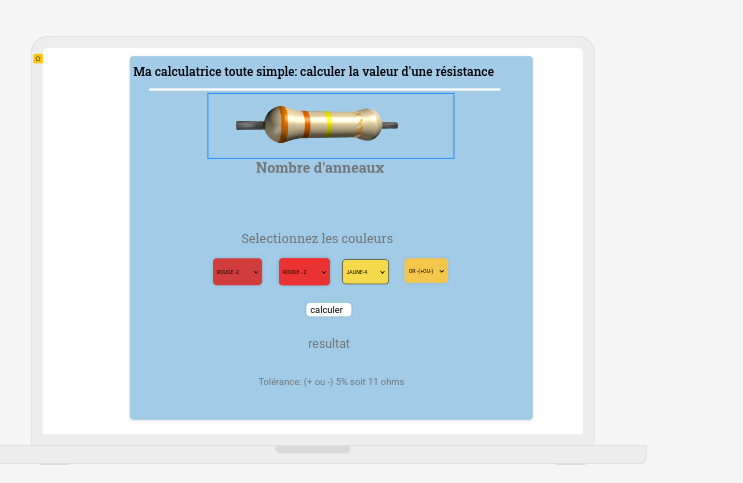 Ma calculatrice toute simple: calculer la valeur d'une résistance
Nombre d'anneaux
Selectionnez les couleurs
ROUGE -2 ROUGE - 2 JAUNE-4 OR -(+OU-)
calculer
resultat
Tolérance: (+ ou -) 5% soit 11 ohms